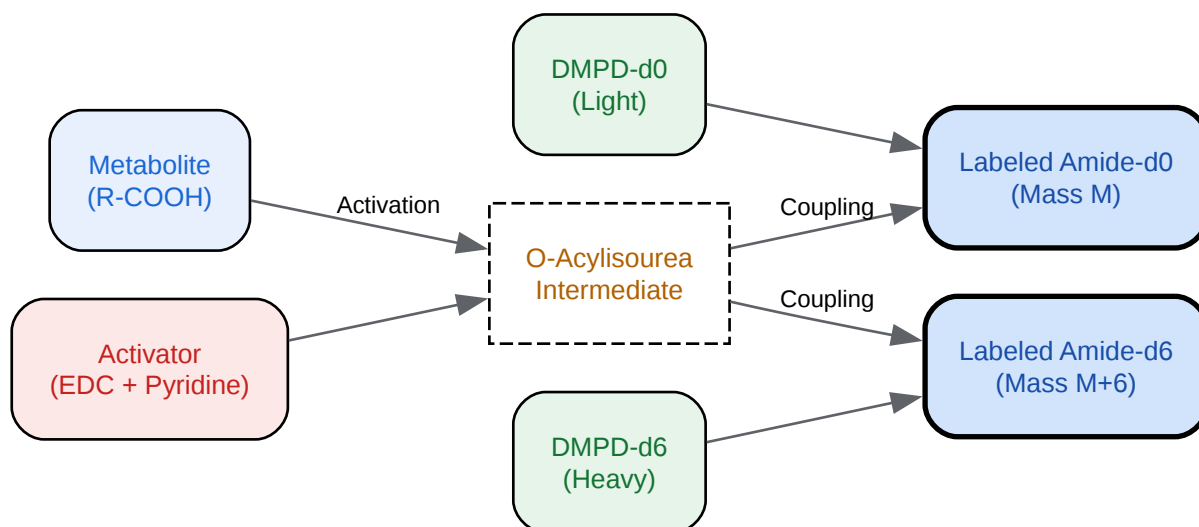 DMPD-d0
(Light)
Metabolite
(R-COOH)
Activation
Labeled Amide-d0
(Mass M)
Coupling
O-Acylisourea
Intermediate
Coupling
Activator
(EDC + Pyridine)
Labeled Amide-d6
(Mass M+6)
DMPD-d6
(Heavy)